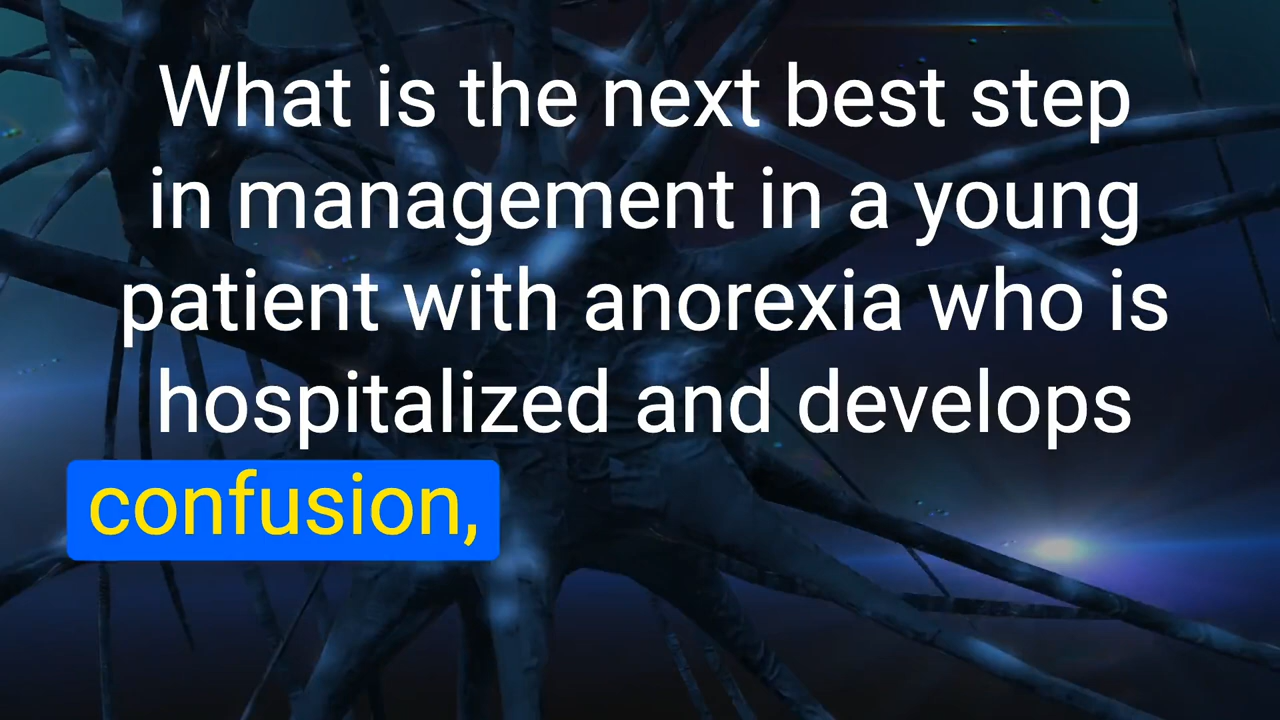 What is the next best step
in management in a young
patient with anorexia who is
hospitalized and develops
confusion,